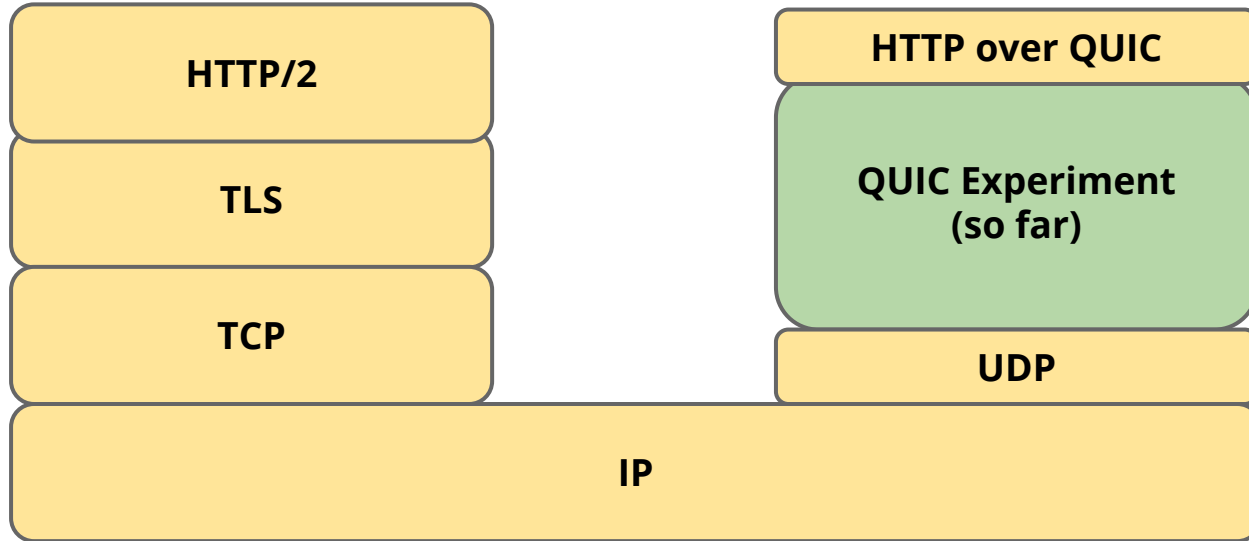 HTTP/2
TLS
TCP
HTTP over QUIC
QUIC Experiment
(so far)
UDP
IP